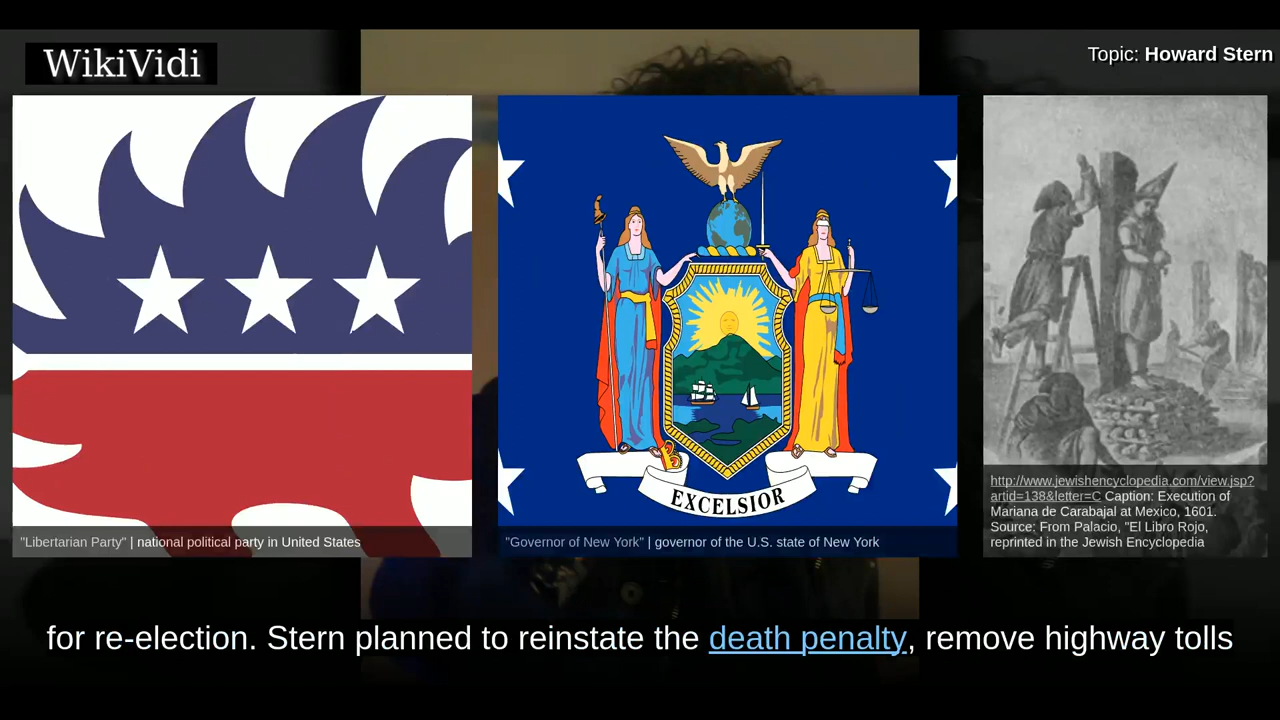 WikiVidi
Topic: Howard Stern
EXCELSIOR
"Libertarian Party" | national political party in United States
"Governor of New York" | governor of the U.S. state of New York
http://www.jewishencyclopedia.com/view.jsp?
artid=138&letter=C Caption: Execution of
Mariana de Carabajal at Mexico, 1601.
Source: From Palacio, "El Libro Rojo,
reprinted in the Jewish Encyclopedia
for re-election. Stern planned to reinstate the death penalty, remove highway tolls